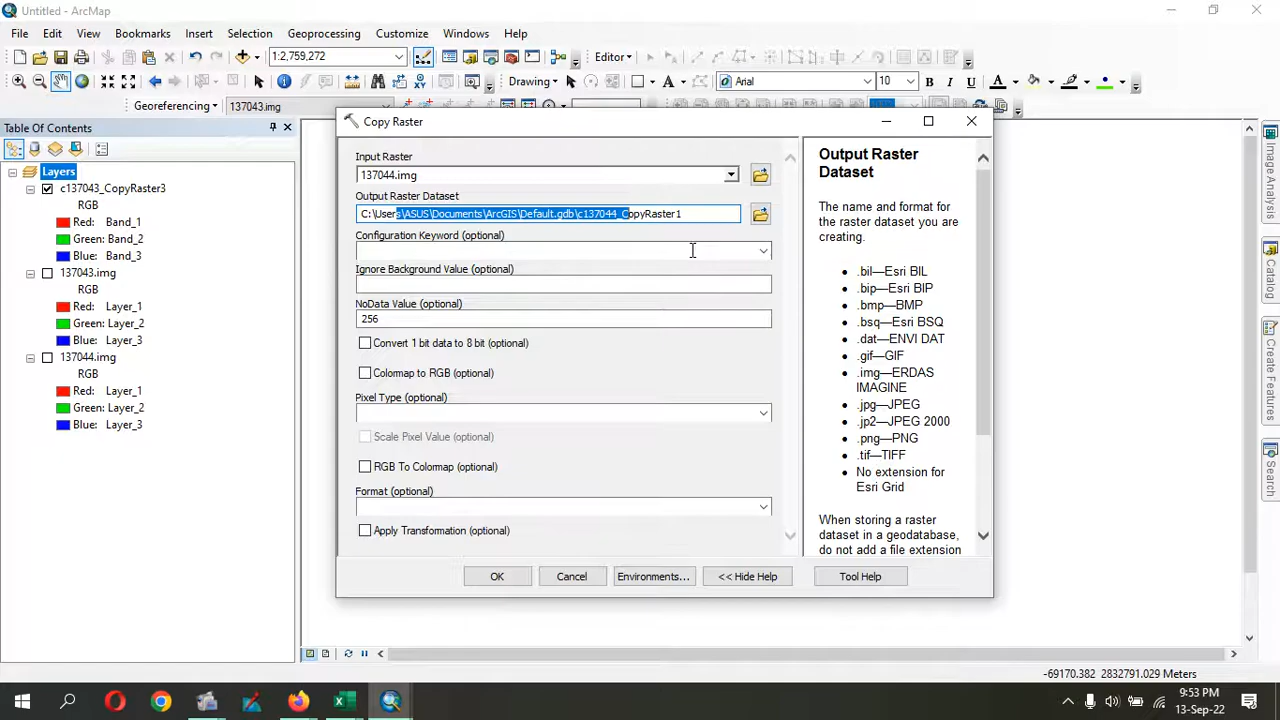 Untitled - ArcMap
File Edit View Bookmarks Insert Selection Geoprocessing Customize Windows Help
1:2,759,272 Editor
Drawing Arial 10 B I U A
Georeferencing 137043.img
Table Of Contents
Layers
c137043_CopyRaster3
RGB
Red: Band_1
Green: Band_2
Blue: Band_3
137043.img
RGB
Red: Layer_1
Green: Layer_2
Blue: Layer_3
137044.img
RGB
Red: Layer_1
Green: Layer_2
Blue: Layer_3
Copy Raster
Input Raster
137044.img
Output Raster Dataset
C:\Users\ASUS\Documents\ArcGIS\Default.gdb\c137044_CopyRaster1
Configuration Keyword (optional)
Ignore Background Value (optional)
NoData Value (optional)
256
Convert 1 bit data to 8 bit (optional)
Colormap to RGB (optional)
Pixel Type (optional)
Scale Pixel Value (optional)
RGB To Colormap (optional)
Format (optional)
Apply Transformation (optional)
OK Cancel Environments... << Hide Help Tool Help
Output Raster
Dataset
The name and format for
the raster dataset you are
creating.
.bil—Esri BIL
.bip—Esri BIP
.bmp—BMP
.bsq—Esri BSQ
.dat—ENVI DAT
.gif—GIF
.img—ERDAS
IMAGINE
.jpg—JPEG
.jp2—JPEG 2000
.png—PNG
.tif—TIFF
No extension for
Esri Grid
When storing a raster
dataset in a geodatabase,
do not add a file extension
Image Analysis
Catalog
Create Features
Search
-69170.382 2832791.029 Meters
9:53 PM
13-Sep-22